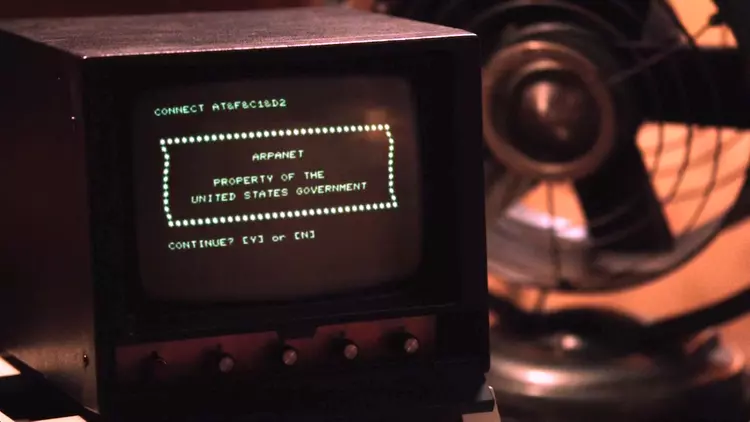 CONNECT AT&F&C1&D2
ARPANET
PROPERTY OF THE
UNITED STATES GOVERNMENT
CONTINUE? [Y] or [N]